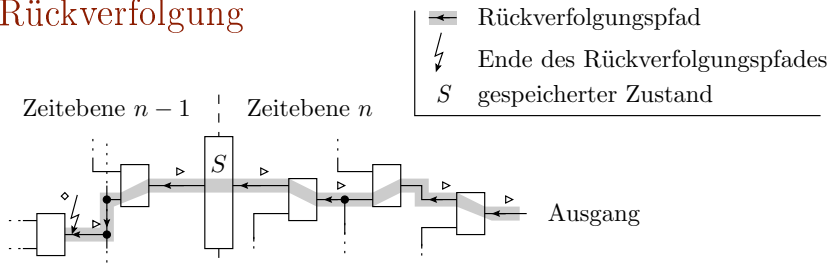 Rückverfolgung
Rückverfolgungspfad
Ende des Rückverfolgungspfades
S gespeicherter Zustand
Zeitebene n − 1
Zeitebene n
S
Ausgang